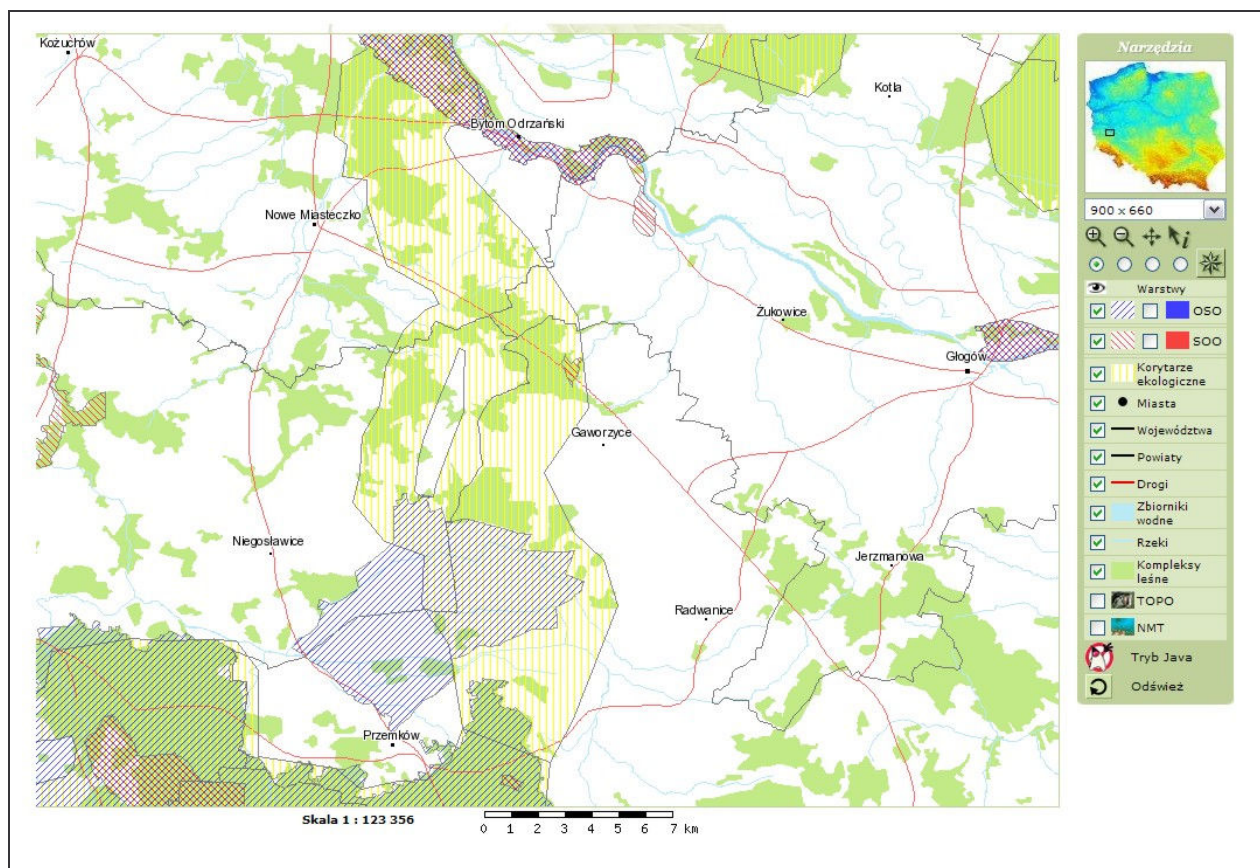 Kożuchów
Kotla
Bytom Odrzański
Nowe Miasteczko
Żukowice
Głogów
Gaworzyce
Niegosławice
Jerzmanowa
Radwanice
Przemków
Skala 1 : 123 356
0 1 2 3 4 5 6 7 km
Narzędzia
900 x 660
i
Warstwy
OSO
SOO
Korytarze
ekologiczne
Miasta
Województwa
Powiaty
Drogi
Zbiorniki
wodne
Rzeki
Kompleksy
leśne
TOPO
NMT
Tryb Java
Odśwież